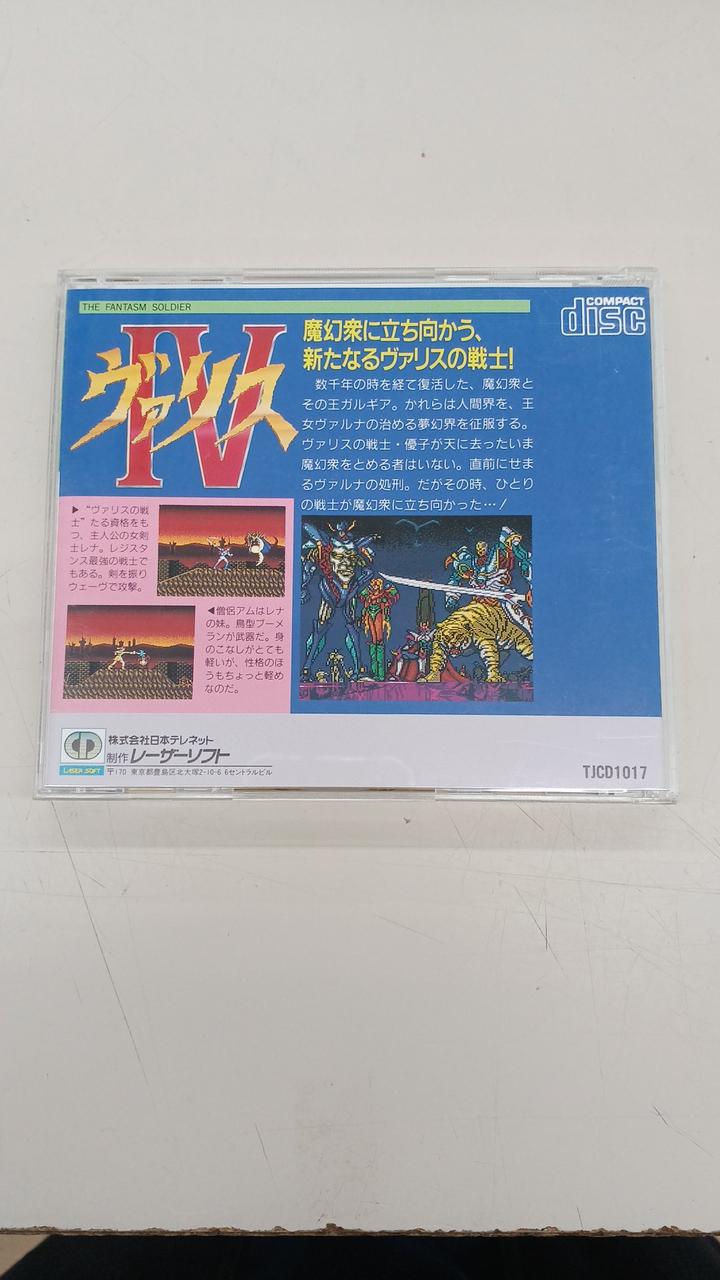 THE FANTASM SOLDIER
COMPACT
disc
IV
ヴァリス
魔幻衆に立ち向かう、
新たなるヴァリスの戦士!
数千年の時を経て復活した、魔幻衆と
その王ガルギア。かれらは人間界を、王
女ヴァルナの治める夢幻界を征服する。
ヴァリスの戦士・優子が天に去ったいま
魔幻衆をとめる者はいない。直前にせま
るヴァルナの処刑。だがその時、ひとり
の戦士が魔幻衆に立ち向かった…!
▶“ヴァリスの戦
士”たる資格をも
つ、主人公の女剣
士レナ。レジスタ
ンス最強の戦士で
もある。剣を振り
ウェーヴで攻撃。
◀僧侶アムはレナ
の妹。鳥型ブーメ
ランが武器だ。身
のこなしがとても
軽いが、性格のほ
うもちょっと軽め
なのだ。
LASER SOFT
株式会社日本テレネット
制作 レーザーソフト
〒170 東京都豊島区北大塚2-10-6 6セントラルビル
TJCD1017